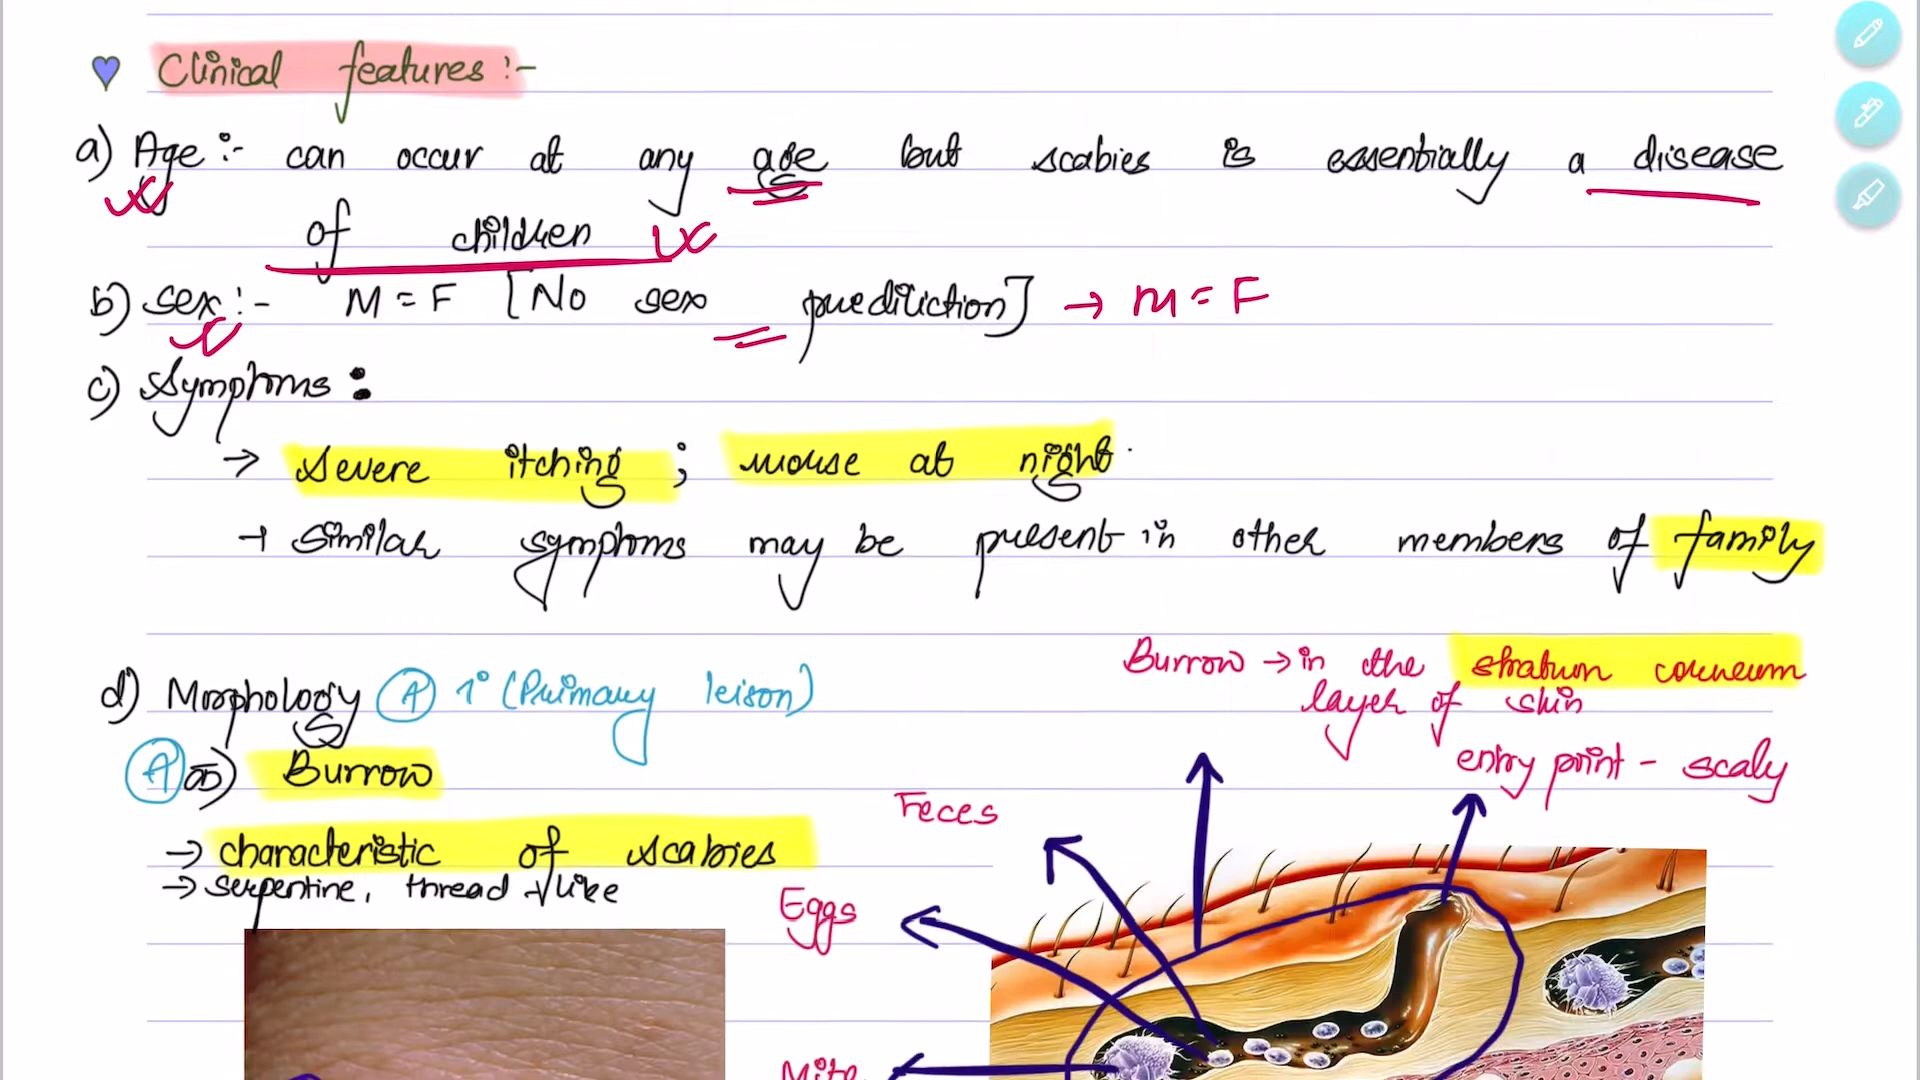 Clinical features :-
a) Age :- can occur at any age but scabies is essentially a disease
of children
b) sex :- M = F [No sex prediliction] → M = F
c) Symptoms :
→ severe itching ; worse at night.
→ similar symptoms may be present in other members of family
Burrow → in the stratum corneum
layer of skin
d) Morphology A 1° (Primary leison)
entry point - scaly
A a) Burrow
Feces
→ characteristic of scabies
→ serpentine, thread like
Eggs
Mite